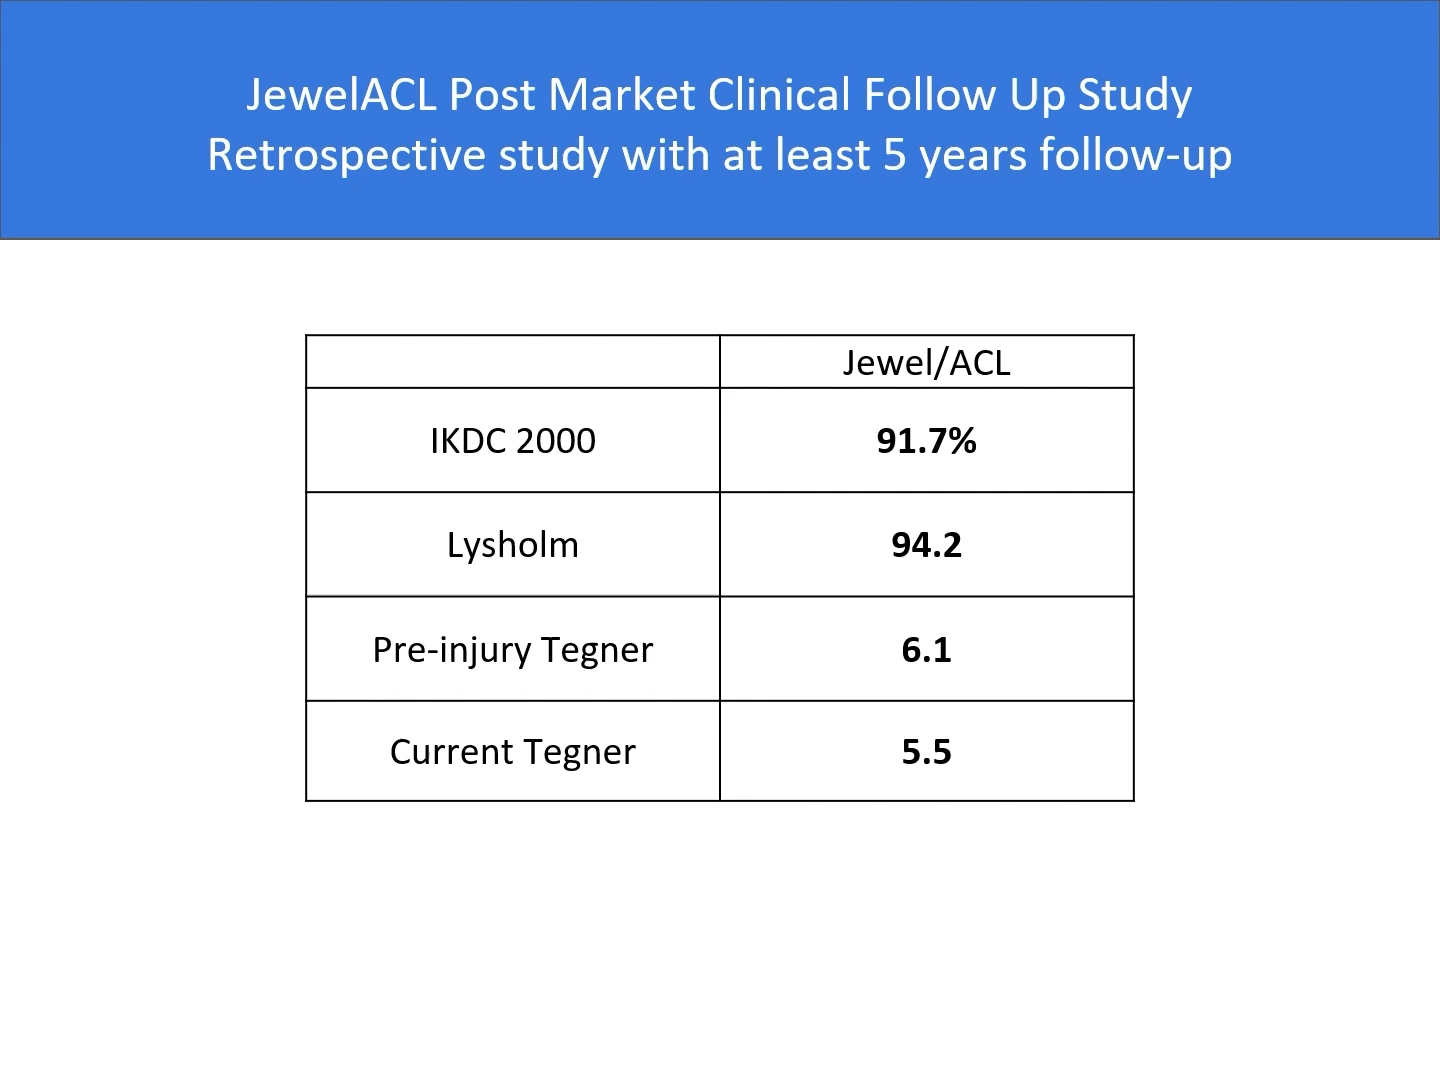 JewelACL Post Market Clinical Follow Up Study
Retrospective study with at least 5 years follow-up
Jewel/ACL
IKDC 2000 91.7%
Lysholm 94.2
Pre-injury Tegner 6.1
Current Tegner 5.5